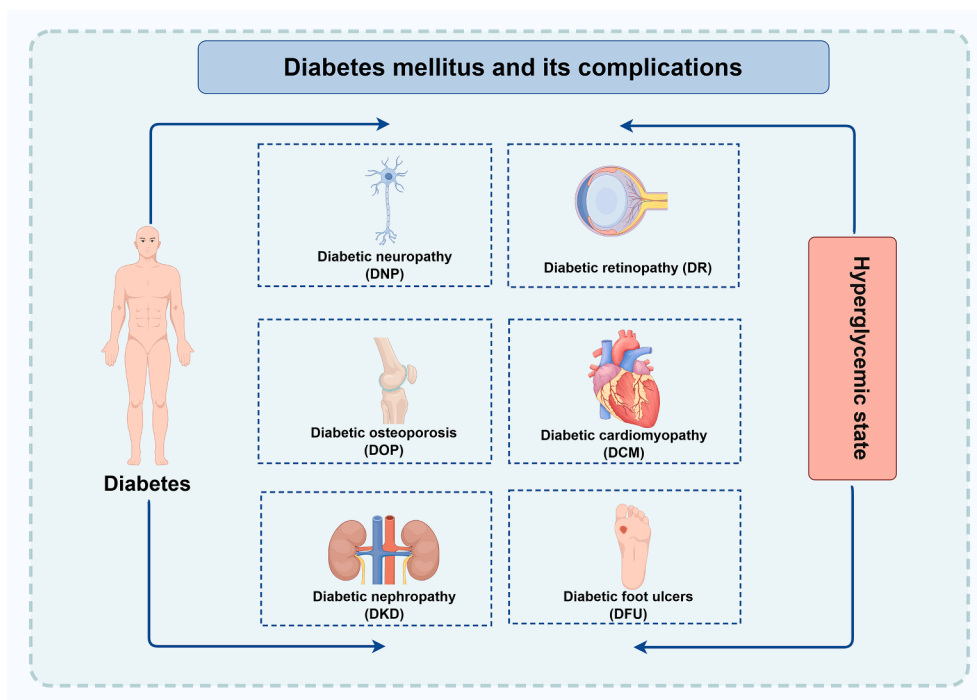 Diabetes mellitus and its complications
Diabetic neuropathy
(DNP)
Diabetic retinopathy (DR)
Hyperglycemic state
Diabetic osteoporosis
(DOP)
Diabetic cardiomyopathy
(DCM)
Diabetes
Diabetic nephropathy
(DKD)
Diabetic foot ulcers
(DFU)